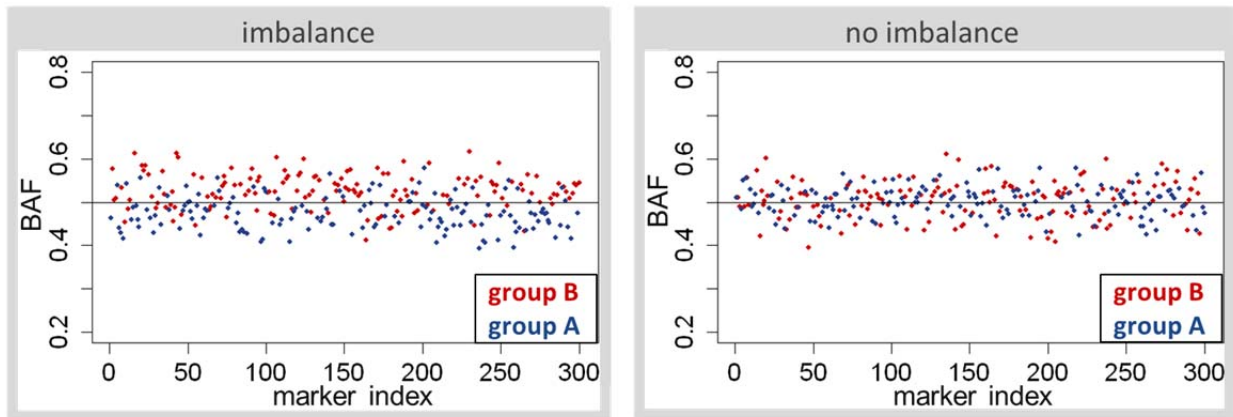 imbalance
0.8
0.6
0.4
0.2
BAF
group B
group A
0 50 100 150 200 250 300
marker index
no imbalance
0.8
0.6
0.4
0.2
BAF
group B
group A
0 50 100 150 200 250 300
marker index